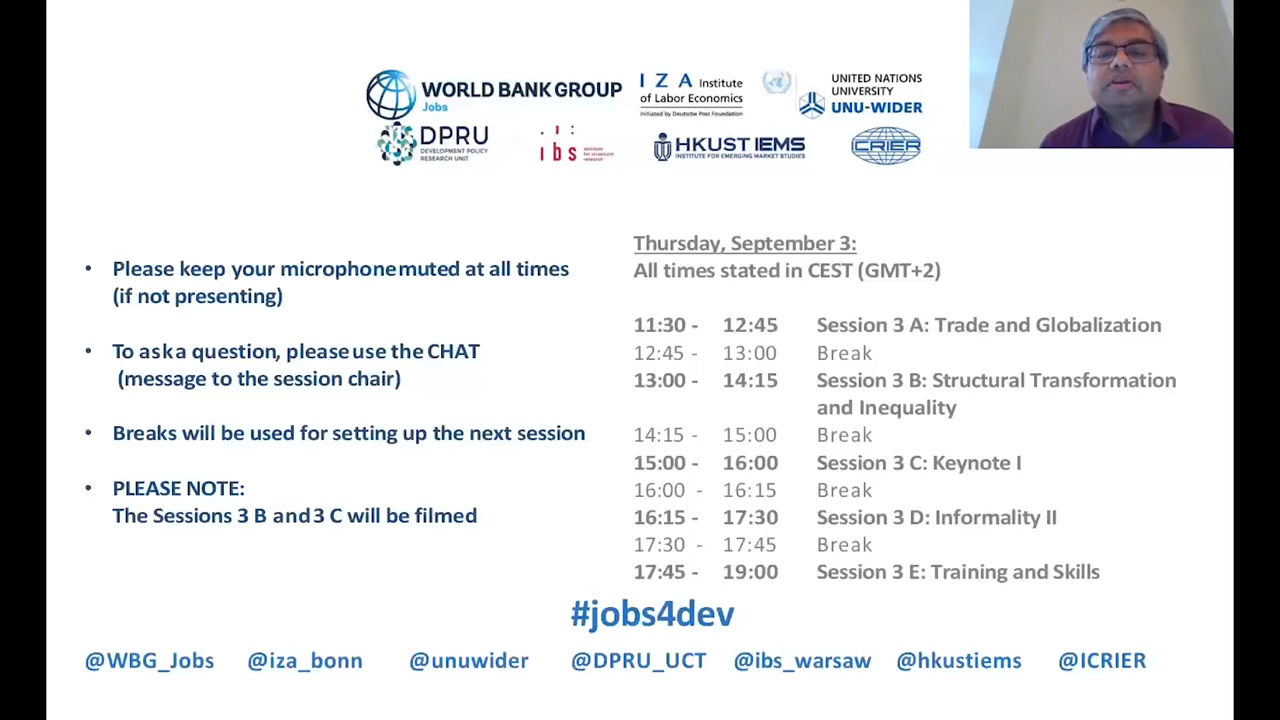 WORLD BANK GROUP
Jobs
I Z A Institute
of Labor Economics
Initiated by Deutsche Post Foundation
UNITED NATIONS
UNIVERSITY
UNU-WIDER
DPRU
DEVELOPMENT POLICY
RESEARCH UNIT
ibs
institute
for structural
research
HKUST IEMS
INSTITUTE FOR EMERGING MARKET STUDIES
ICRIER
• Please keep your microphone muted at all times
(if not presenting)
• To ask a question, please use the CHAT
(message to the session chair)
• Breaks will be used for setting up the next session
• PLEASE NOTE:
The Sessions 3 B and 3 C will be filmed
Thursday, September 3:
All times stated in CEST (GMT+2)
11:30 - 12:45 Session 3 A: Trade and Globalization
12:45 - 13:00 Break
13:00 - 14:15 Session 3 B: Structural Transformation
and Inequality
14:15 - 15:00 Break
15:00 - 16:00 Session 3 C: Keynote I
16:00 - 16:15 Break
16:15 - 17:30 Session 3 D: Informality II
17:30 - 17:45 Break
17:45 - 19:00 Session 3 E: Training and Skills
#jobs4dev
@WBG_Jobs @iza_bonn @unuwider @DPRU_UCT @ibs_warsaw @hkustiems @ICRIER